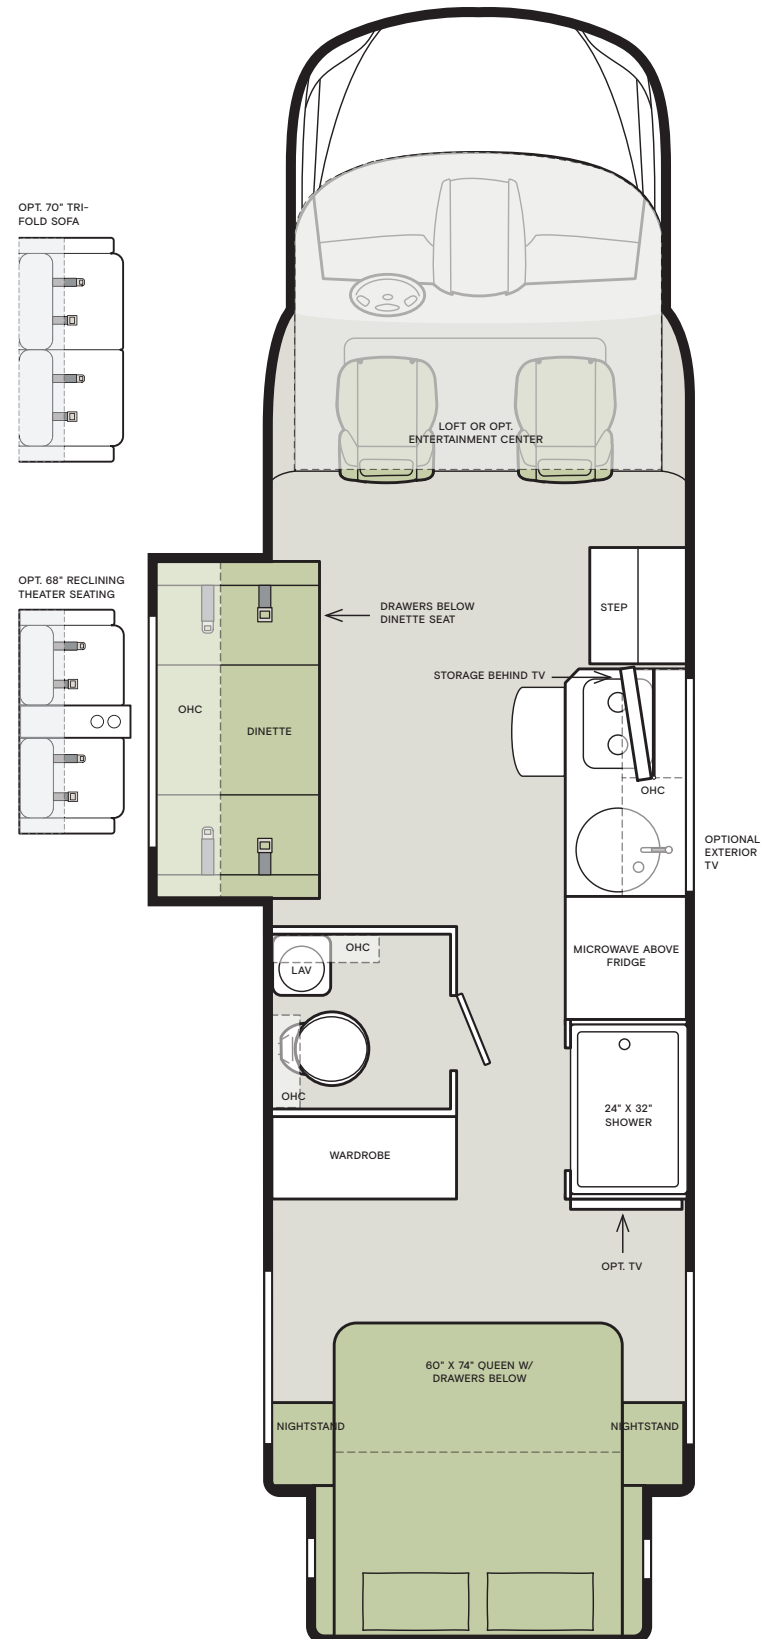 OPT. 70" TRI-
FOLD SOFA
LOFT OR OPT.
ENTERTAINMENT CENTER
OPT. 68" RECLINING
THEATER SEATING
DRAWERS BELOW
DINETTE SEAT
STEP
STORAGE BEHIND TV
OHC
DINETTE
OHC
OPTIONAL
EXTERIOR
TV
MICROWAVE ABOVE
FRIDGE
OHC
LAV
OHC
24" X 32"
SHOWER
WARDROBE
OPT. TV
60" X 74" QUEEN W/
DRAWERS BELOW
NIGHTSTAND
NIGHTSTAND